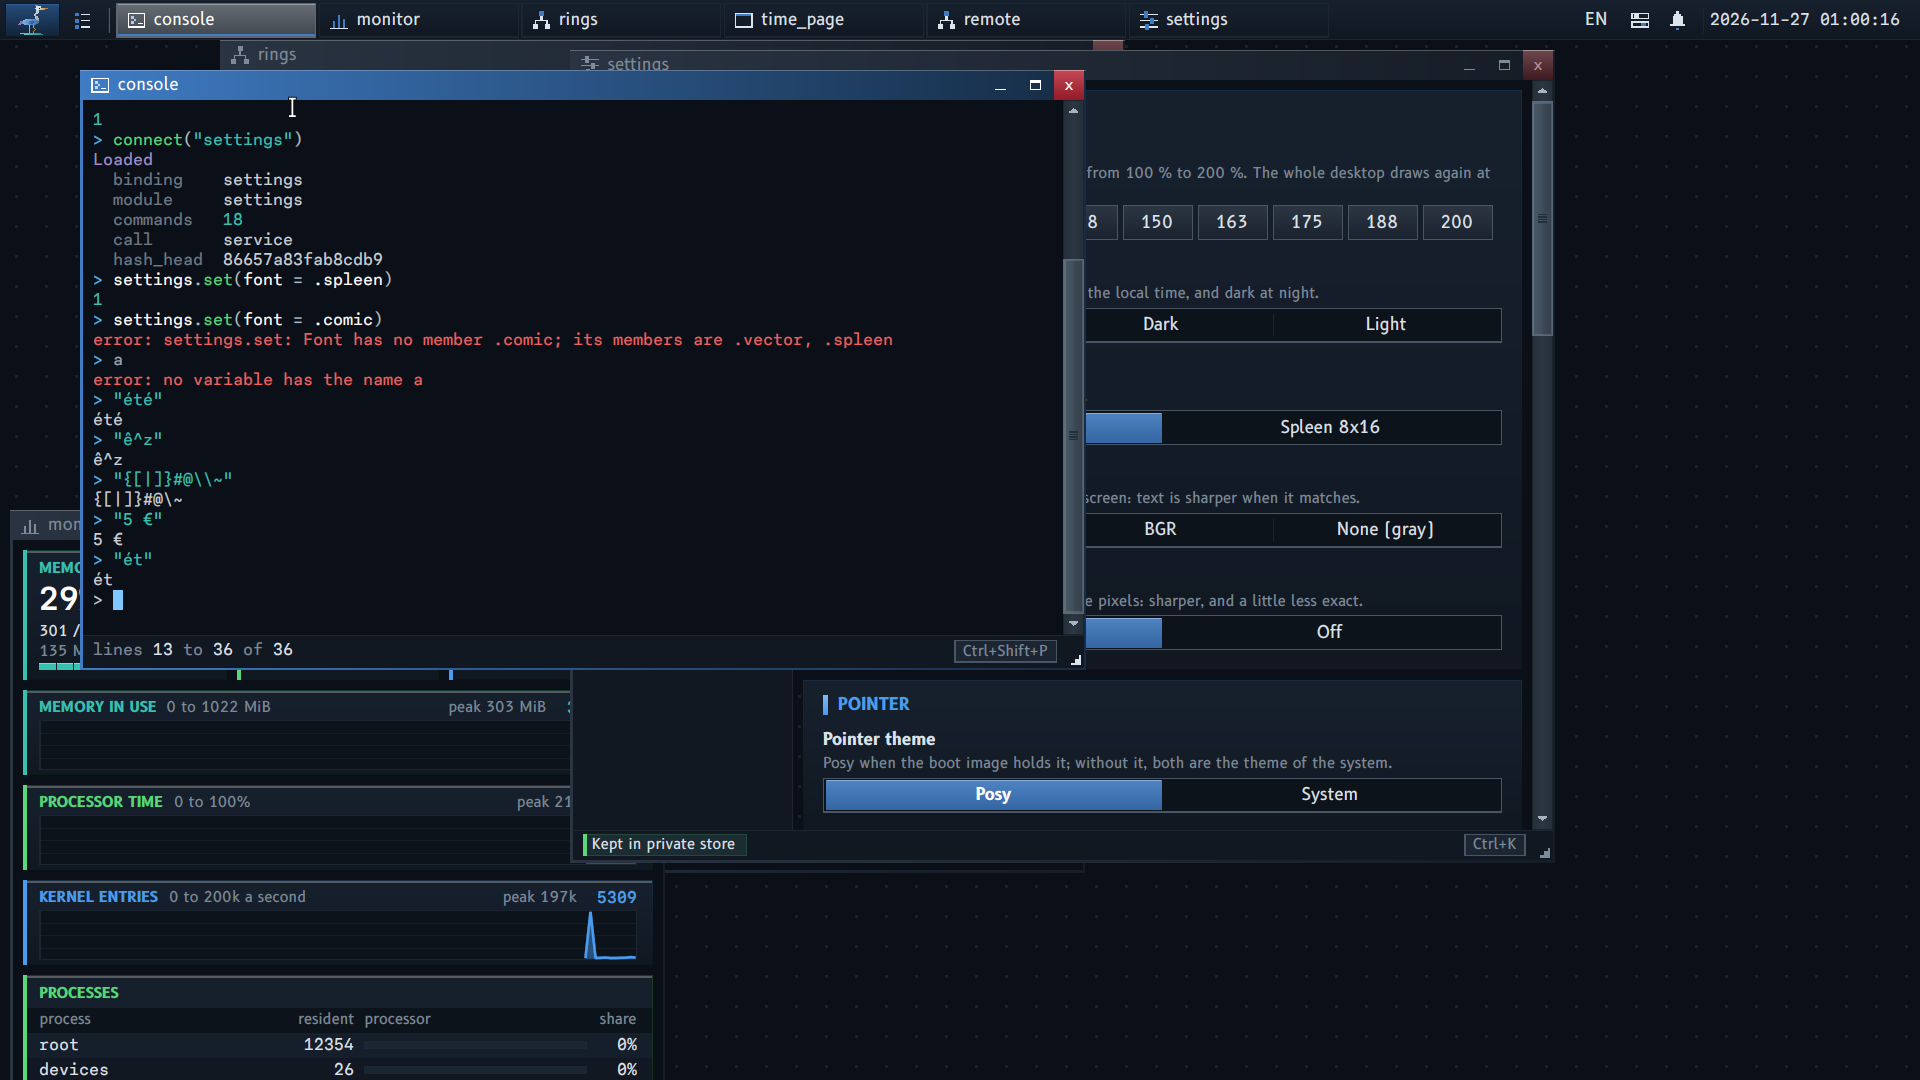 console
monitor
rings
time_page
remote
settings
EN
2026-11-27 01:00:16
rings
settings
x
console
x
1
> connect("settings")
Loaded
binding settings
module settings
commands 18
call service
hash_head 86657a83fab8cdb9
> settings.set(font = .spleen)
1
> settings.set(font = .comic)
error: settings.set: Font has no member .comic; its members are .vector, .spleen
> a
error: no variable has the name a
> "été"
été
> "ê^z"
ê^z
> "{[|]}#@\\~"
{[|]}#@\~
> "5 €"
5 €
> "ét"
ét
>
lines 13 to 36 of 36
Ctrl+Shift+P
from 100 % to 200 %. The whole desktop draws again at
8 150 163 175 188 200
the local time, and dark at night.
Dark Light
Spleen 8x16
screen: text is sharper when it matches.
BGR None (gray)
e pixels: sharper, and a little less exact.
Off
POINTER
Pointer theme
Posy when the boot image holds it; without it, both are the theme of the system.
Posy System
Kept in private store
Ctrl+K
mon
MEMO
29
301 /
135 M
MEMORY IN USE 0 to 1022 MiB peak 303 MiB
PROCESSOR TIME 0 to 100% peak 21
KERNEL ENTRIES 0 to 200k a second peak 197k 5309
PROCESSES
process resident processor share
root 12354 0%
devices 26 0%